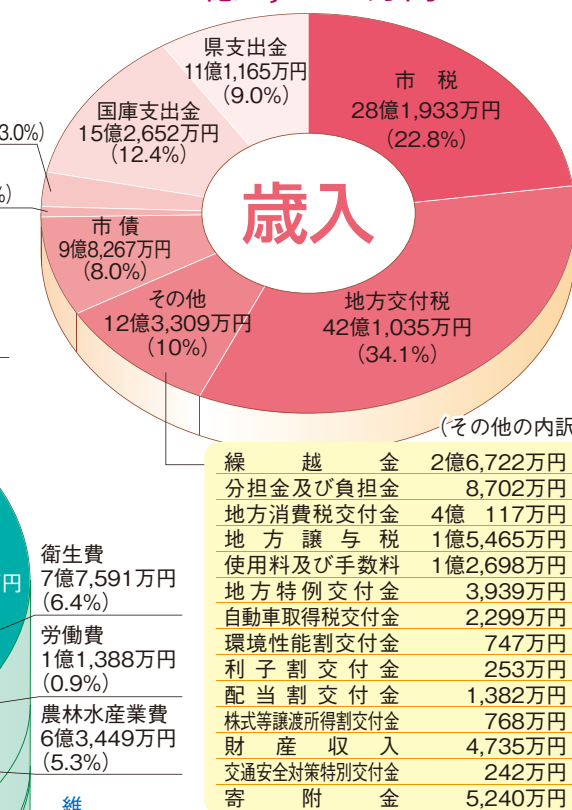 県支出金
11億1,165万円
(9.0%)
市 税
28億1,933万円
(22.8%)
国庫支出金
15億2,652万円
(12.4%)
3.0%)
%)
歳入
市 債
9億8,267万円
(8.0%)
その他
12億3,309万円
(10%)
地方交付税
42億1,035万円
(34.1%)
(その他の内訳
繰越金 2億6,722万円
分担金及び負担金 8,702万円
地方消費税交付金 4億 117万円
地方譲与税 1億5,465万円
使用料及び手数料 1億2,698万円
地方特例交付金 3,939万円
自動車取得税交付金 2,299万円
環境性能割交付金 747万円
利子割交付金 253万円
配当割交付金 1,382万円
株式等譲渡所得割交付金 768万円
財産収入 4,735万円
交通安全対策特別交付金 242万円
寄附金 5,240万円
円
衛生費
7億7,591万円
(6.4%)
労働費
1億1,388万円
(0.9%)
農林水産業費
6億3,449万円
(5.3%)